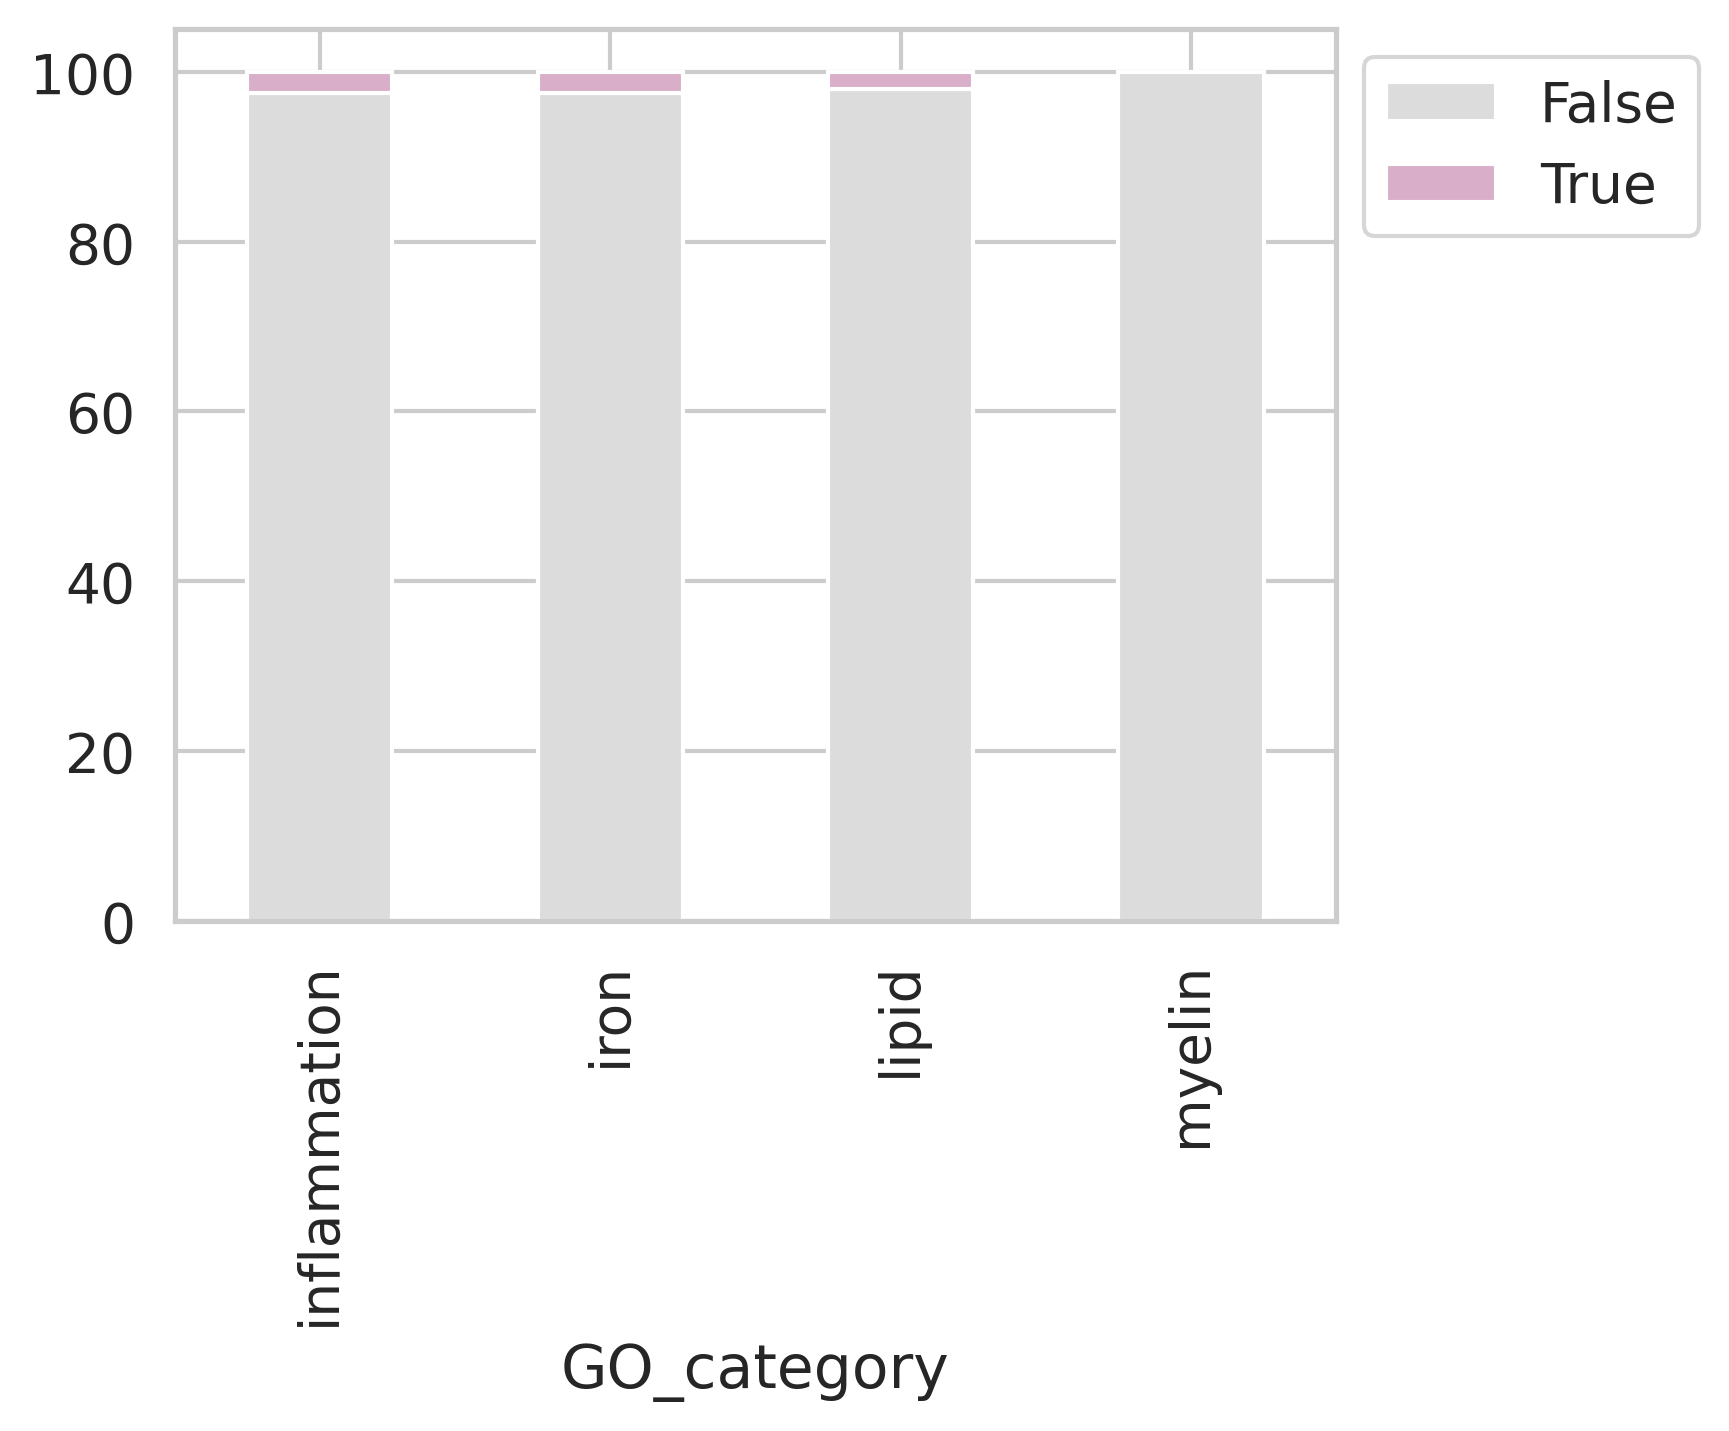 100
80
60
40
20
0
inflammation
iron
lipid
myelin
GO_category
False
True